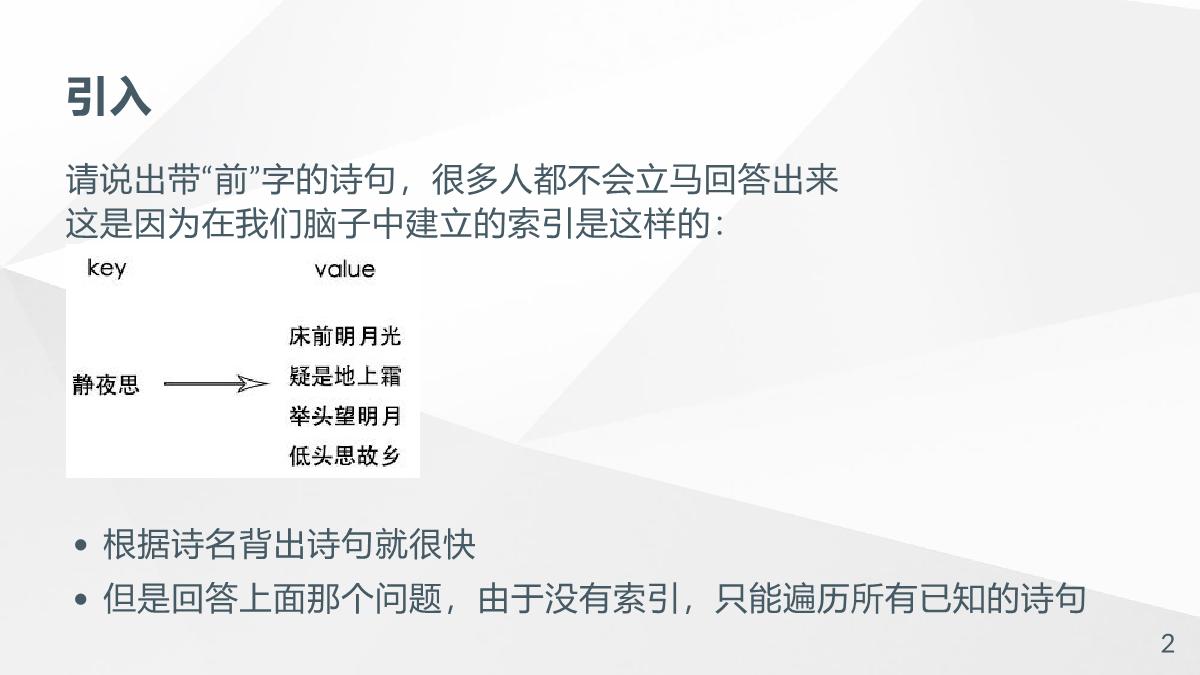 引入
请说出带“前”字的诗句，很多人都不会立马回答出来
这是因为在我们脑子中建立的索引是这样的：
key value
床前明月光
疑是地上霜
静夜思
举头望明月
低头思故乡
• 根据诗名背出诗句就很快
• 但是回答上面那个问题，由于没有索引，只能遍历所有已知的诗句
2